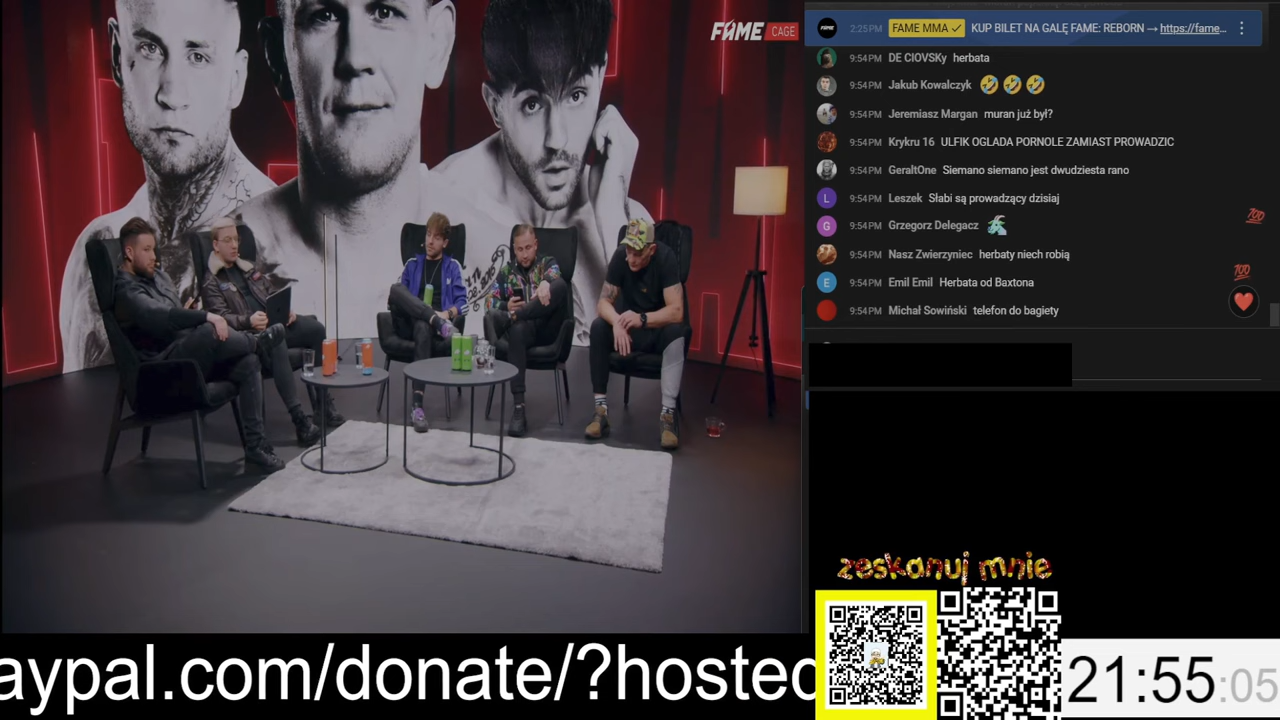 FAME CAGE
2:25 PM FAME MMA KUP BILET NA GALĘ FAME: REBORN → https://fame...
9:54 PM DE CIOVSKy herbata
9:54 PM Jakub Kowalczyk 🤣 🤣 🤣
9:54 PM Jeremiasz Margan muran już był?
9:54 PM Krykru 16 ULFIK OGLADA PORNOLE ZAMIAST PROWADZIC
9:54 PM GeraltOne Siemano siemano jest dwudziesta rano
9:54 PM Leszek Słabi są prowadzący dzisiaj
9:54 PM Grzegorz Delegacz
9:54 PM Nasz Zwierzyniec herbaty niech robią
9:54 PM Emil Emil Herbata od Baxtona
9:54 PM Michał Sowiński telefon do bagiety
zeskanuj mnie
aypal.com/donate/?hosted
21:55:05